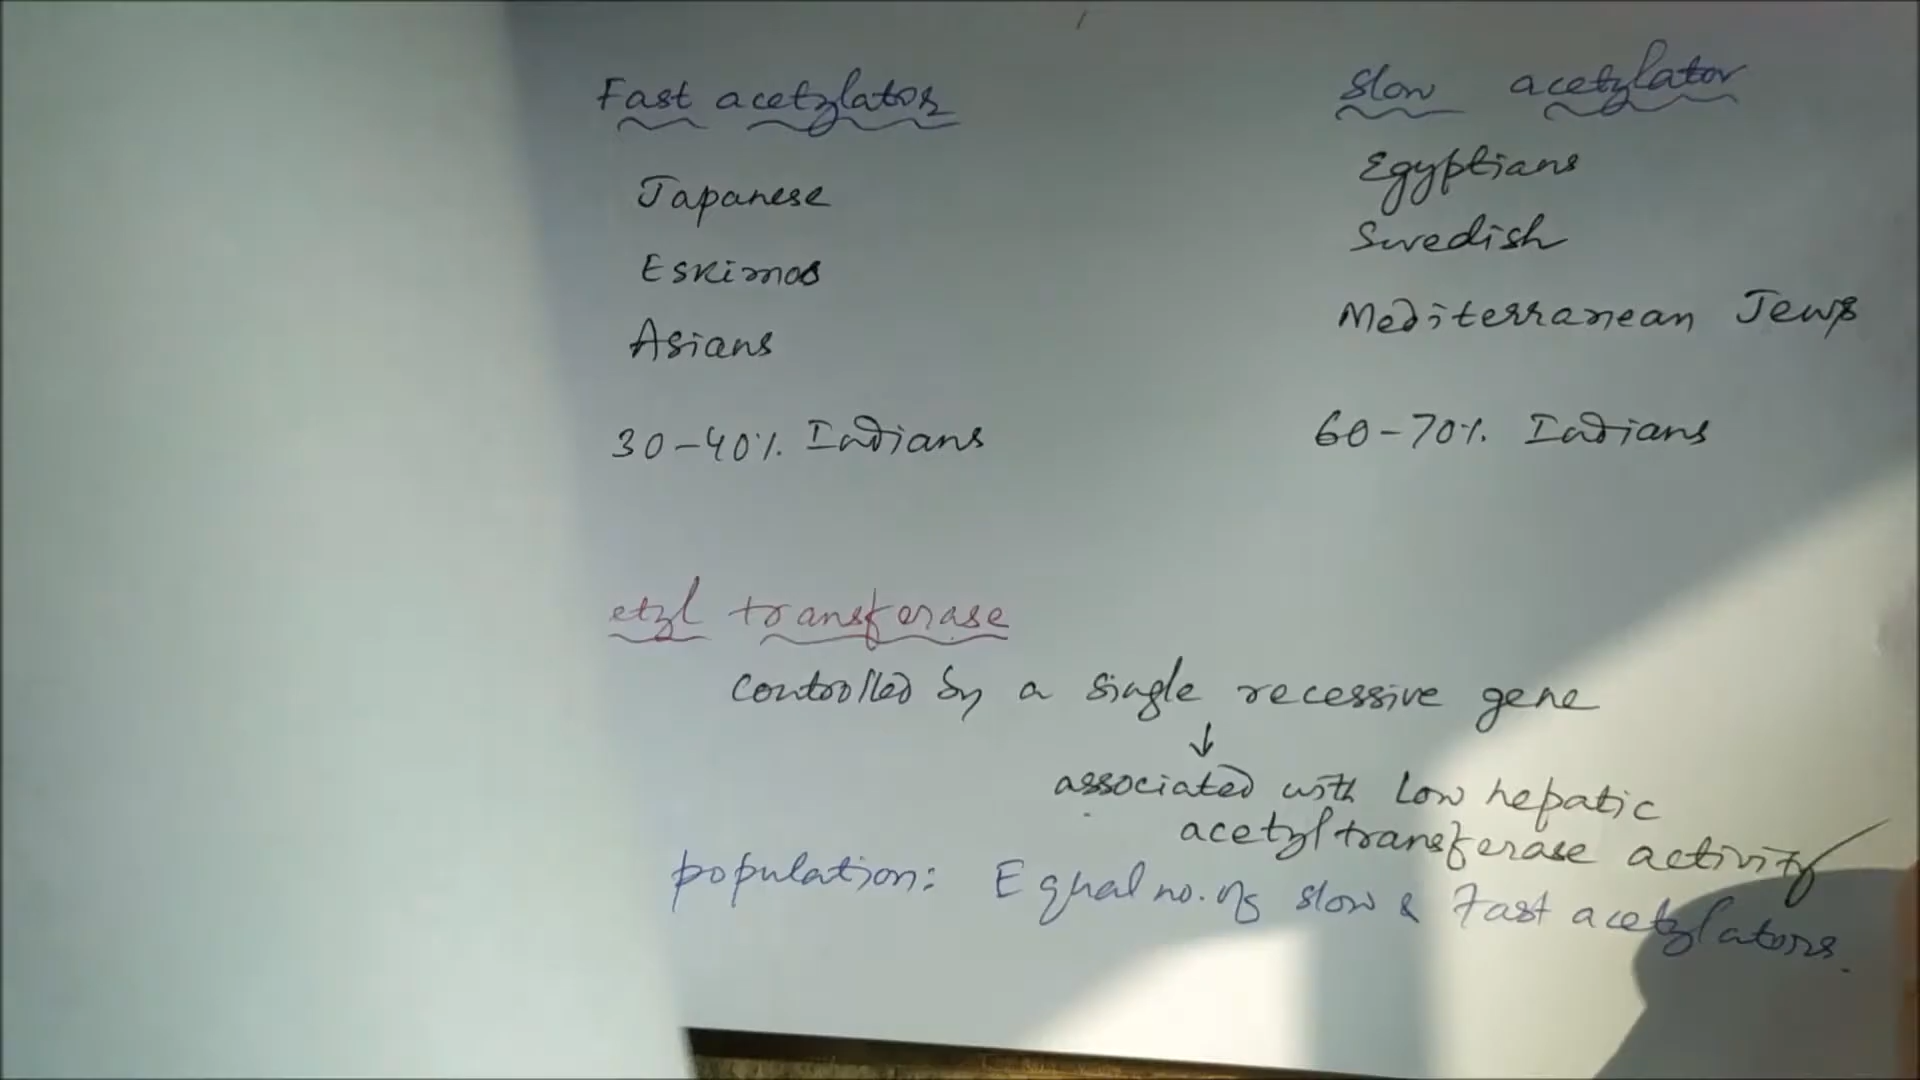 Fast acetylator
Slow acetylator
Japanese
Egyptians
Eskimos
Swedish
Asians
Mediterranean Jews
30-40% Indians
60-70% Indians
etyl transferase
controlled by a single recessive gene
↓
associated with low hepatic
acetyltransferase activity
population: Equal no. of slow & Fast acetylators.